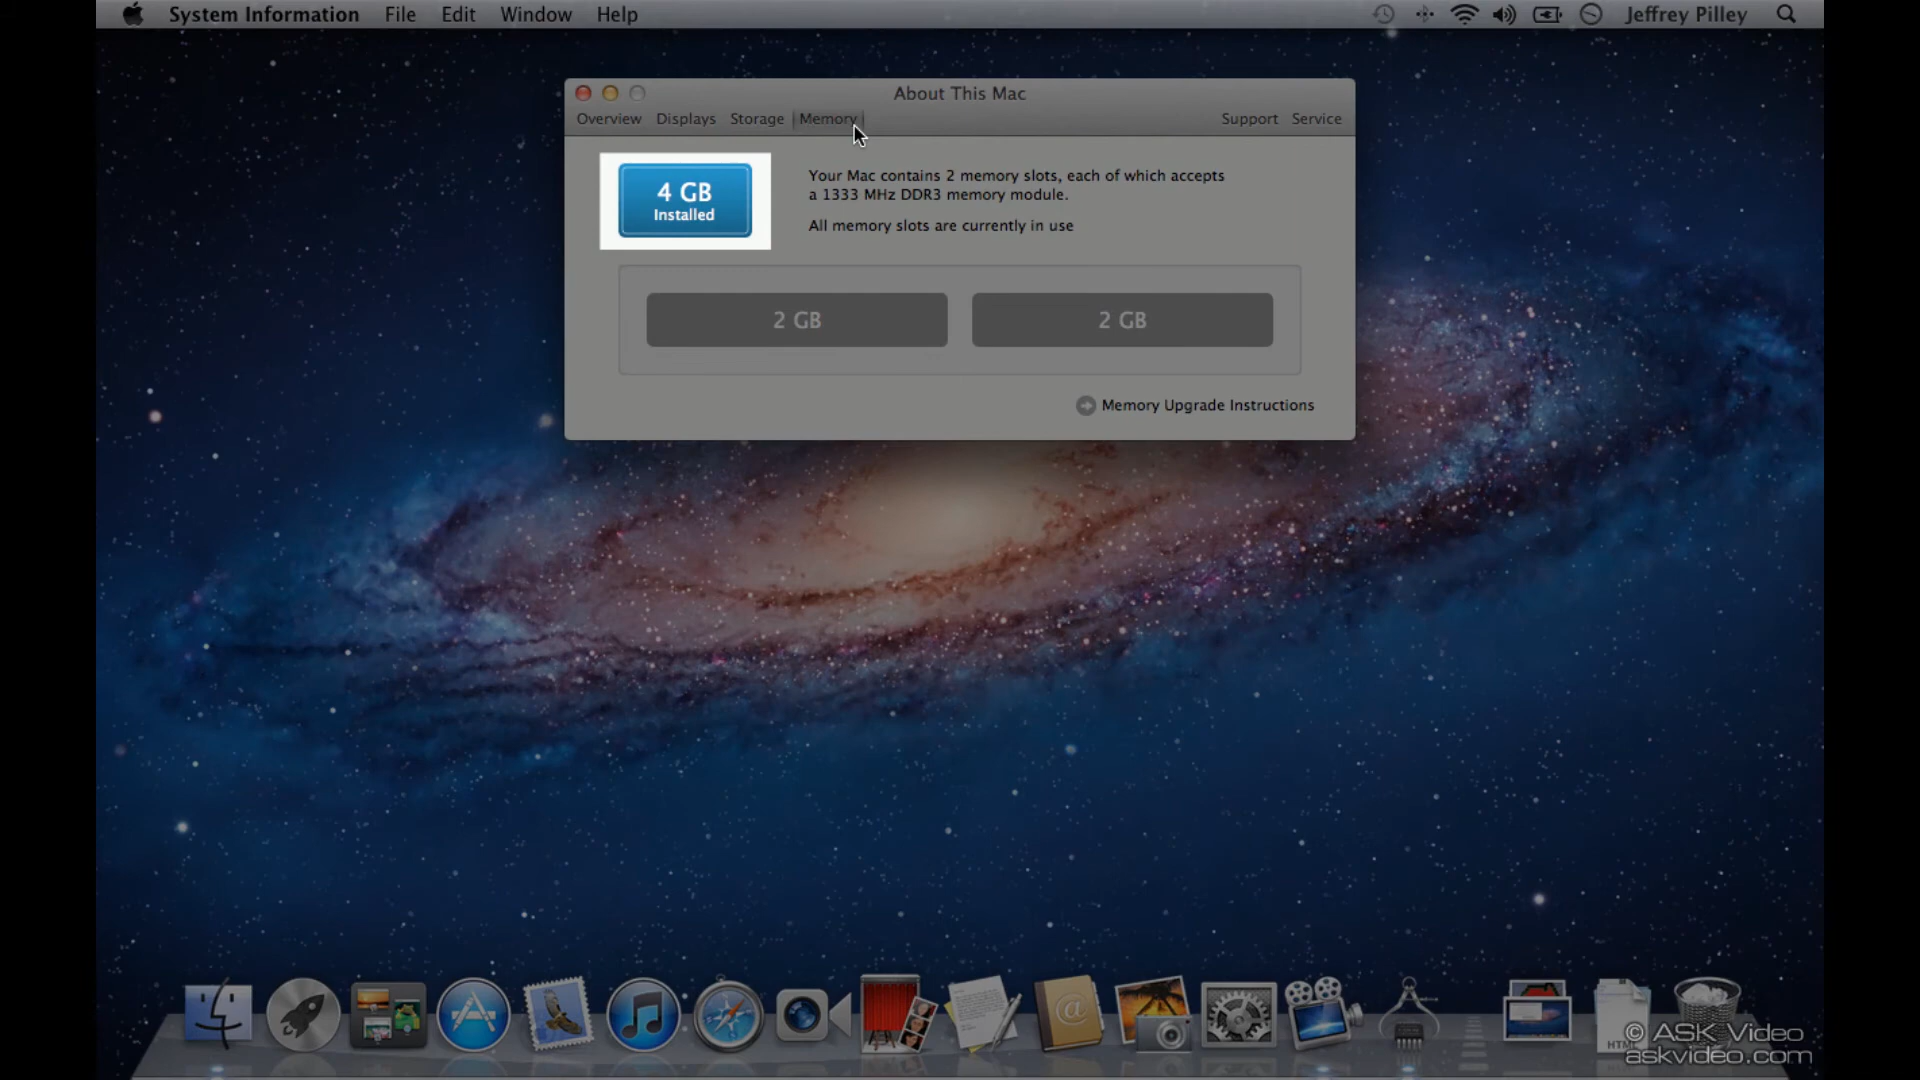 System Information File Edit Window Help Jeffrey Pilley
About This Mac
Overview Displays Storage Memory Support Service
4 GB
Installed
Your Mac contains 2 memory slots, each of which accepts
a 1333 MHz DDR3 memory module.
All memory slots are currently in use
2 GB 2 GB
Memory Upgrade Instructions
HTML
© ASK Video
askvideo.com